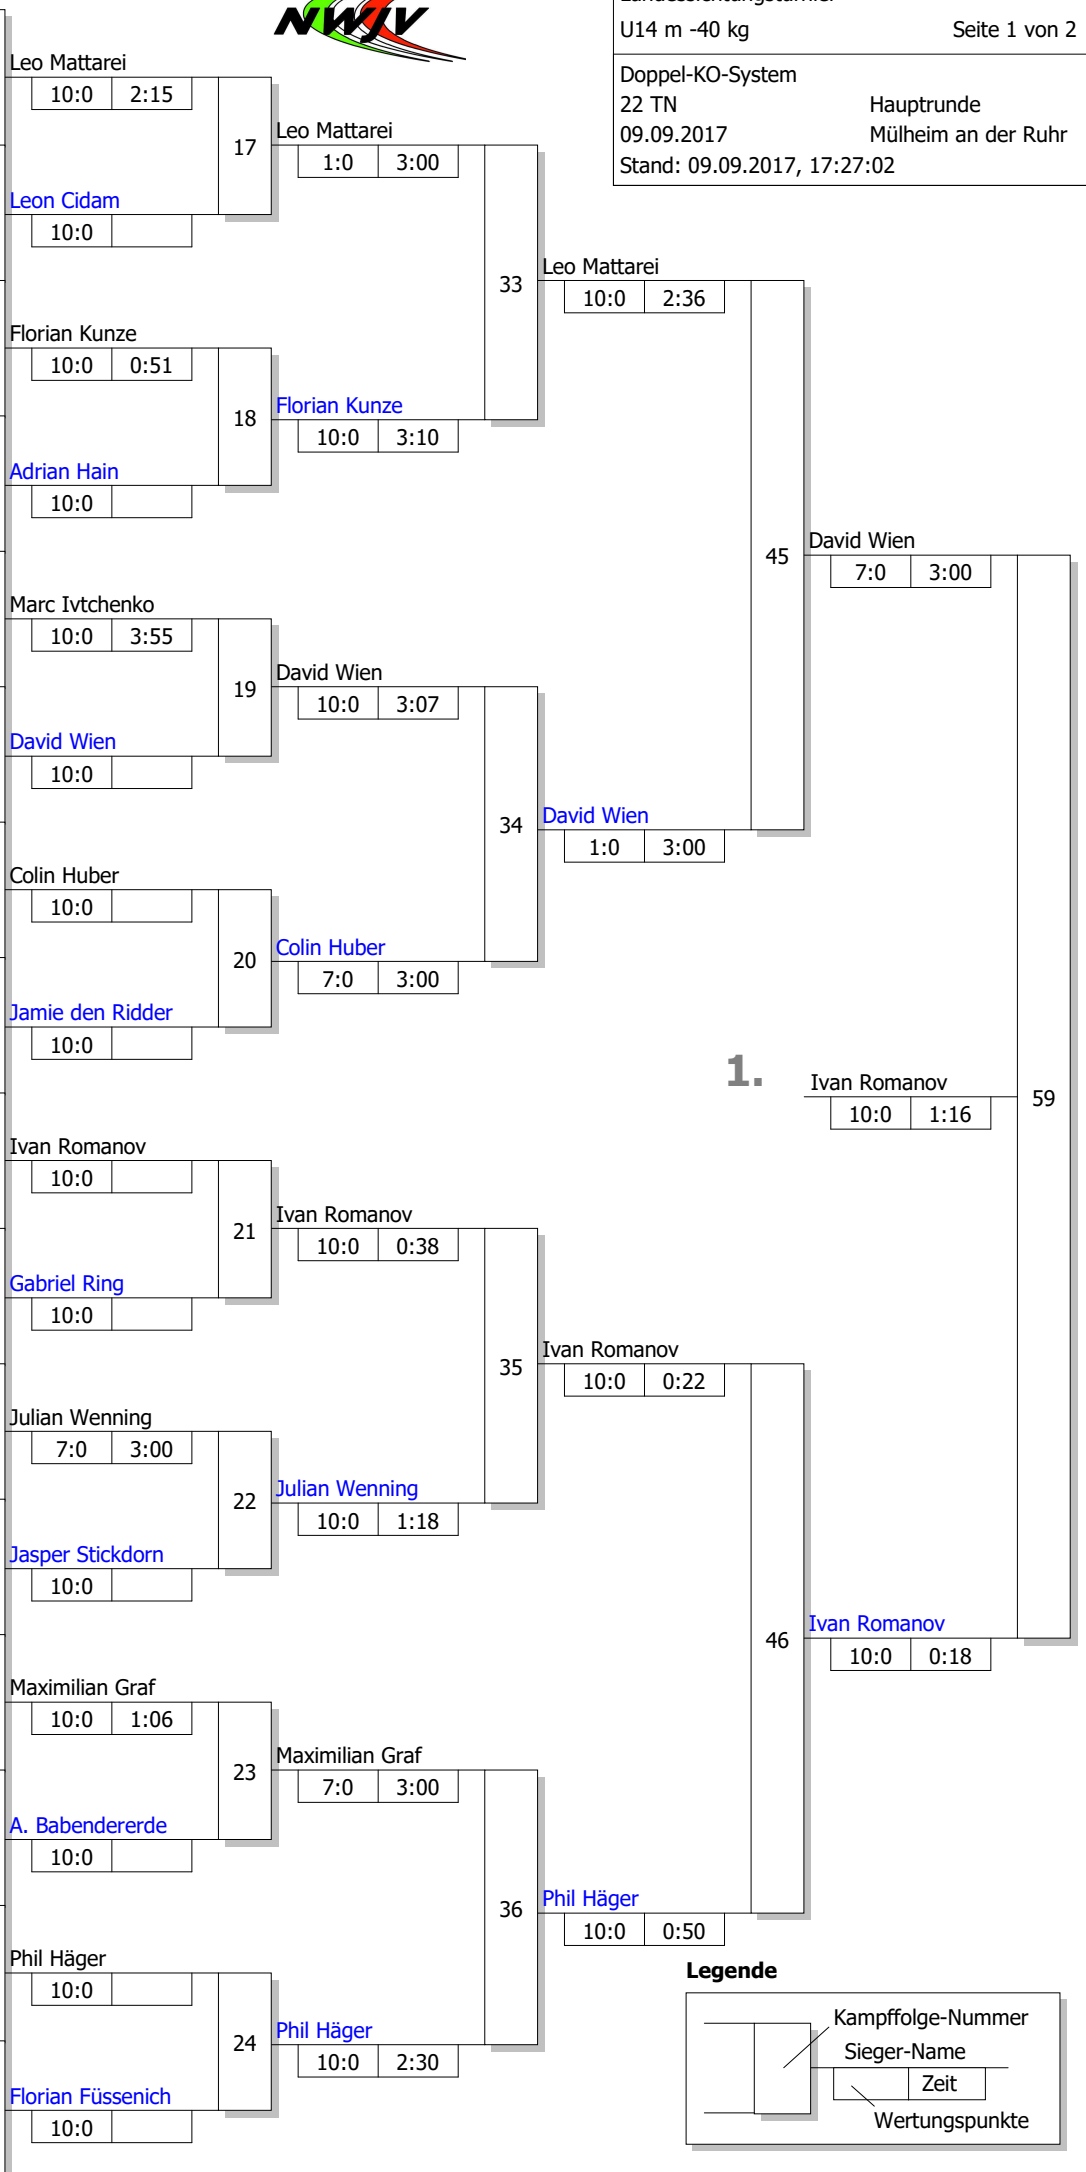 NWJV
U14 m -40 kg Seite 1 von 2
Doppel-KO-System
22 TN Hauptrunde
09.09.2017 Mülheim an der Ruhr
Stand: 09.09.2017, 17:27:02
Leo Mattarei
10:0 2:15
17
Leon Cidam
10:0
Florian Kunze
10:0 0:51
18
Adrian Hain
10:0
Marc Ivtchenko
10:0 3:55
19
David Wien
10:0
Colin Huber
10:0
20
Jamie den Ridder
10:0
Ivan Romanov
10:0
21
Gabriel Ring
10:0
Julian Wenning
7:0 3:00
22
Jasper Stickdorn
10:0
Maximilian Graf
10:0 1:06
23
A. Babendererde
10:0
Phil Häger
10:0
24
Florian Füssenich
10:0
Leo Mattarei
1:0 3:00
33
Florian Kunze
10:0 3:10
David Wien
10:0 3:07
34
Colin Huber
7:0 3:00
Ivan Romanov
10:0 0:38
35
Julian Wenning
10:0 1:18
Maximilian Graf
7:0 3:00
36
Phil Häger
10:0 2:30
Leo Mattarei
10:0 2:36
45
David Wien
1:0 3:00
Ivan Romanov
10:0 0:22
46
Phil Häger
10:0 0:50
David Wien
7:0 3:00
59
Ivan Romanov
10:0 0:18
1.
Ivan Romanov
10:0 1:16
Legende
Kampffolge-Nummer
Sieger-Name
Zeit
Wertungspunkte